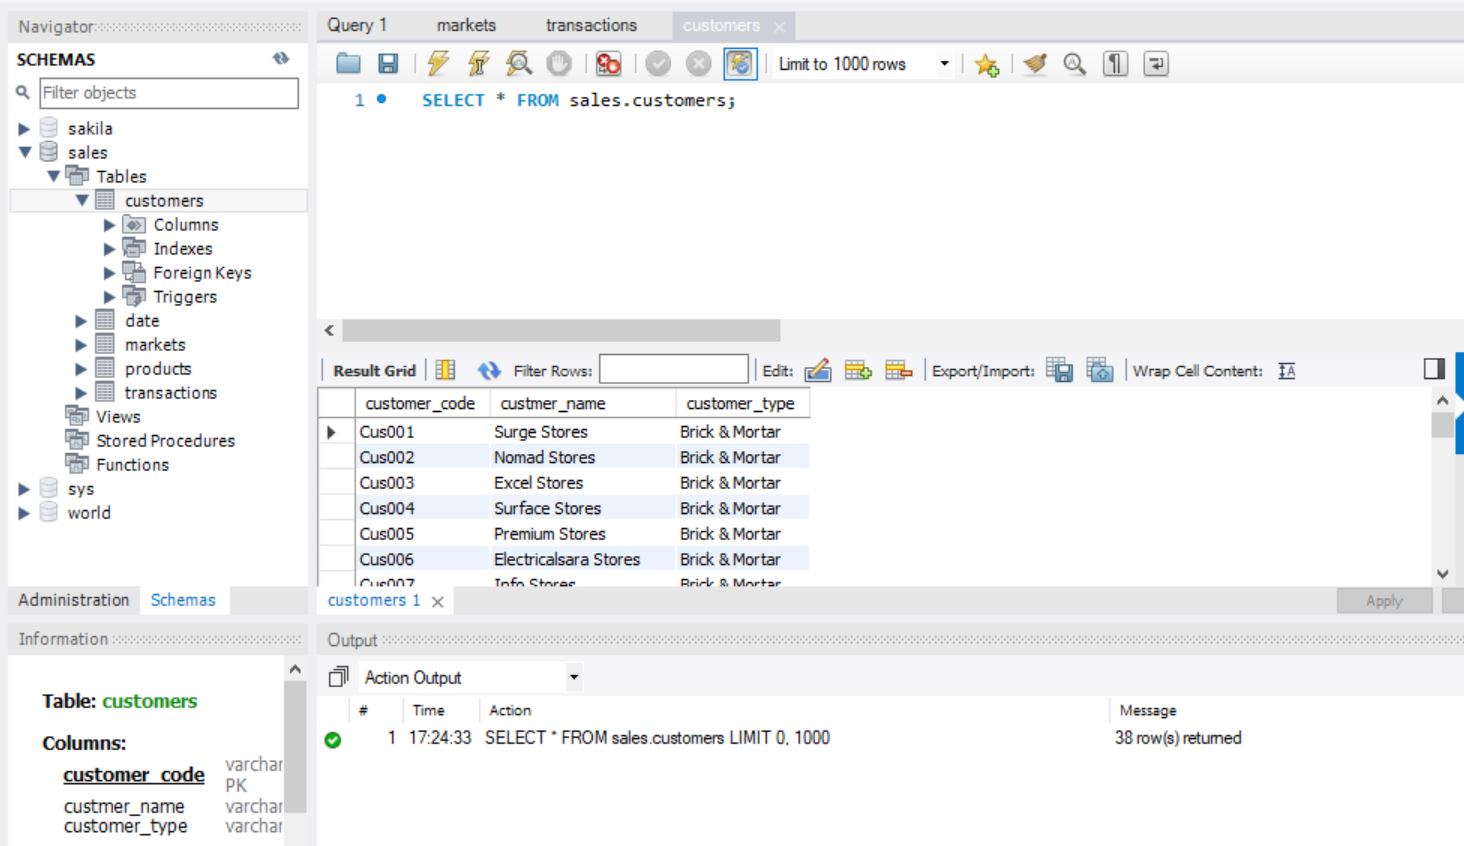 Navigator
SCHEMAS
Filter objects
sakila
sales
Tables
customers
Columns
Indexes
Foreign Keys
Triggers
date
markets
products
transactions
Views
Stored Procedures
Functions
sys
world
Administration Schemas
Information
Table: customers
Columns:
customer_code varchar
PK
custmer_name varchar
customer_type varchar
Query 1 markets transactions customers
Limit to 1000 rows
1 SELECT * FROM sales.customers;
Result Grid Filter Rows: Edit: Export/Import: Wrap Cell Content:
customer_code custmer_name customer_type
Cus001 Surge Stores Brick & Mortar
Cus002 Nomad Stores Brick & Mortar
Cus003 Excel Stores Brick & Mortar
Cus004 Surface Stores Brick & Mortar
Cus005 Premium Stores Brick & Mortar
Cus006 Electricalsara Stores Brick & Mortar
Cus007 Info Stores Brick & Mortar
customers 1 Apply
Output
Action Output
# Time Action Message
1 17:24:33 SELECT * FROM sales.customers LIMIT 0, 1000 38 row(s) returned